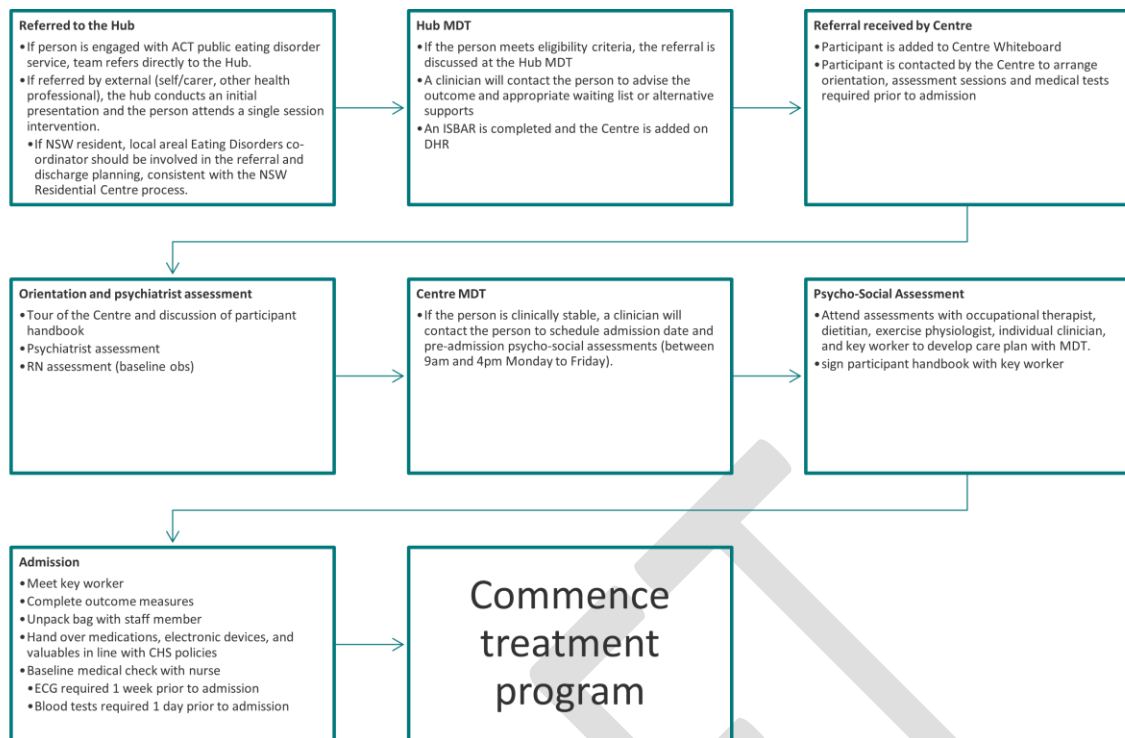 Referred to the Hub
•If person is engaged with ACT public eating disorder
service, team refers directly to the Hub.
•If referred by external (self/carer, other health
professional), the hub conducts an initial
presentation and the person attends a single session
intervention.
•If NSW resident, local areal Eating Disorders co-
ordinator should be involved in the referral and
discharge planning, consistent with the NSW
Residential Centre process.
Hub MDT
•If the person meets eligibility criteria, the referral is
discussed at the Hub MDT
•A clinician will contact the person to advise the
outcome and appropriate waiting list or alternative
supports
•An ISBAR is completed and the Centre is added on
DHR
Referral received by Centre
•Participant is added to Centre Whiteboard
•Participant is contacted by the Centre to arrange
orientation, assessment sessions and medical tests
required prior to admission
Orientation and psychiatrist assessment
•Tour of the Centre and discussion of participant
handbook
•Psychiatrist assessment
•RN assessment (baseline obs)
Centre MDT
•If the person is clinically stable, a clinician will
contact the person to schedule admission date and
pre-admission psycho-social assessments (between
9am and 4pm Monday to Friday).
Psycho-Social Assessment
•Attend assessments with occupational therapist,
dietitian, exercise physiologist, individual clinician,
and key worker to develop care plan with MDT.
•sign participant handbook with key worker
Admission
•Meet key worker
•Complete outcome measures
•Unpack bag with staff member
•Hand over medications, electronic devices, and
valuables in line with CHS policies
•Baseline medical check with nurse
•ECG required 1 week prior to admission
•Blood tests required 1 day prior to admission
Commence
treatment
program